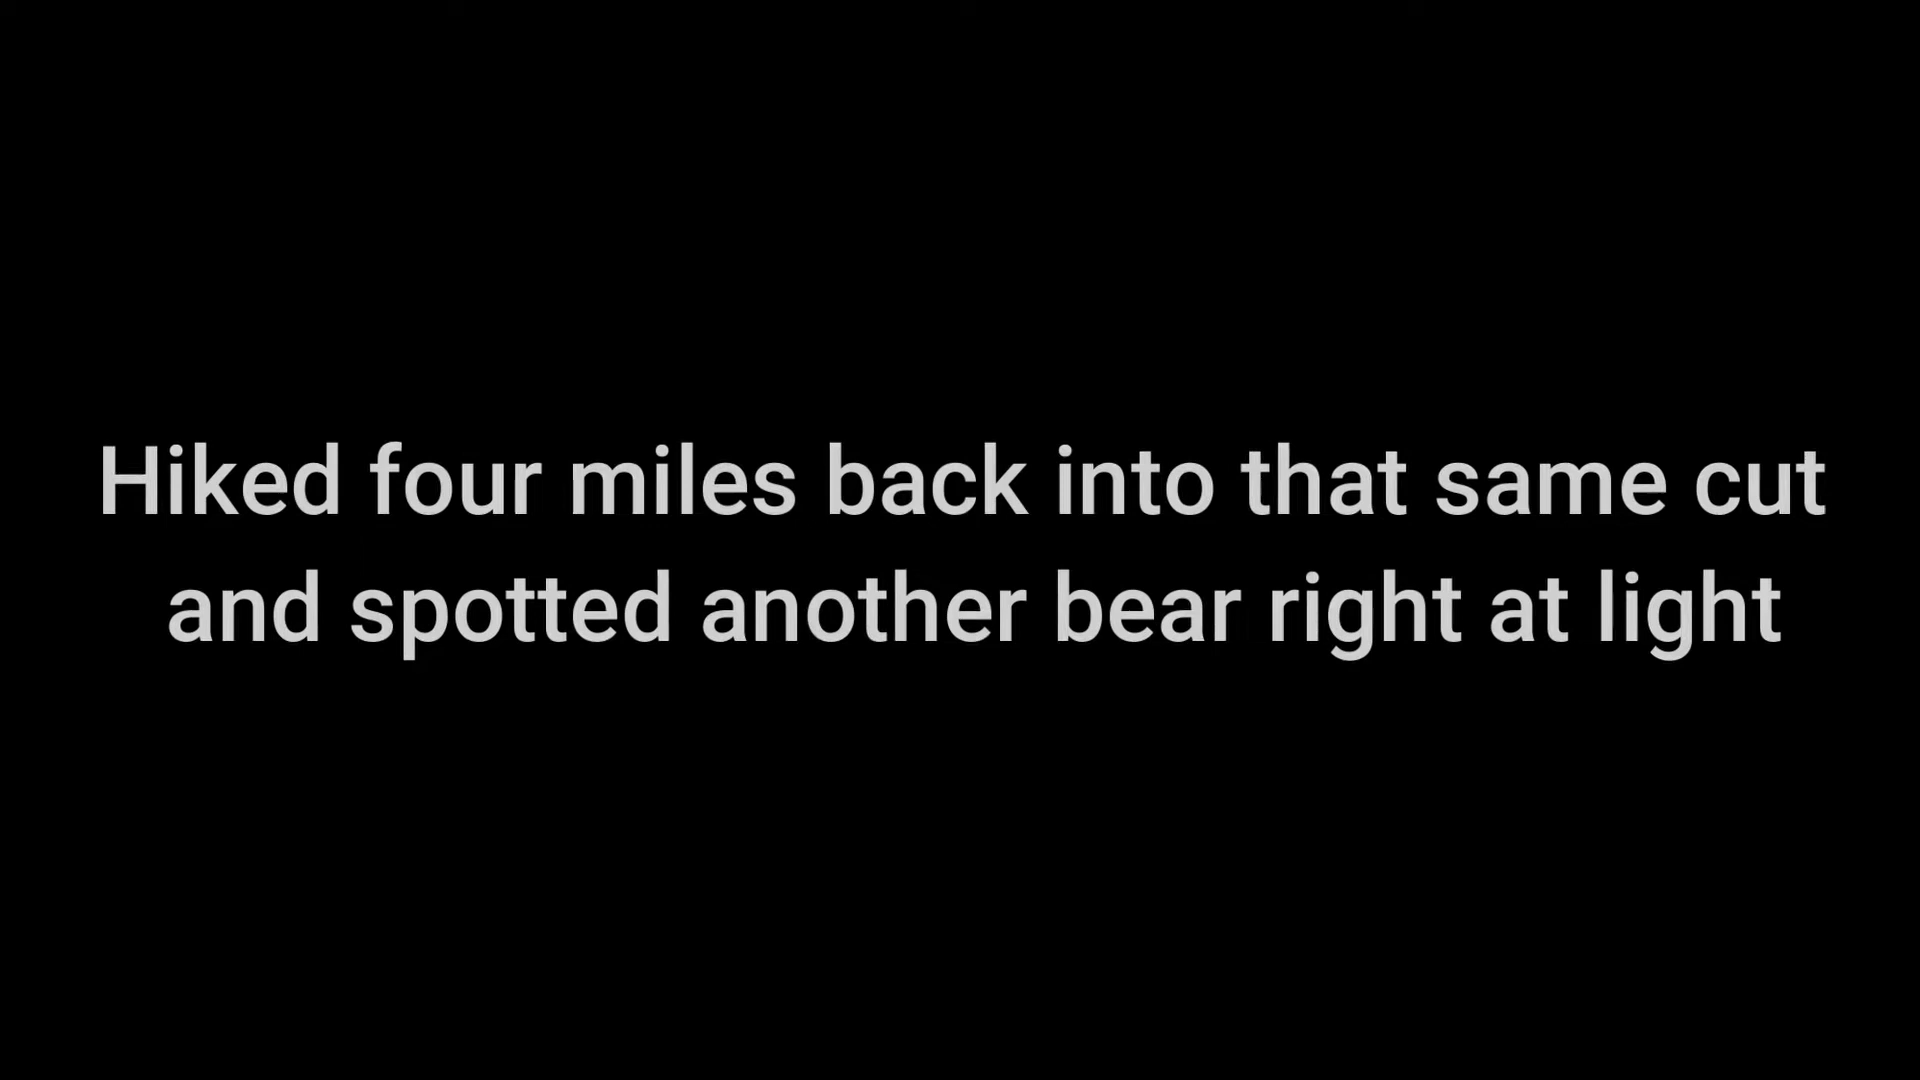 Hiked four miles back into that same cut
and spotted another bear right at light